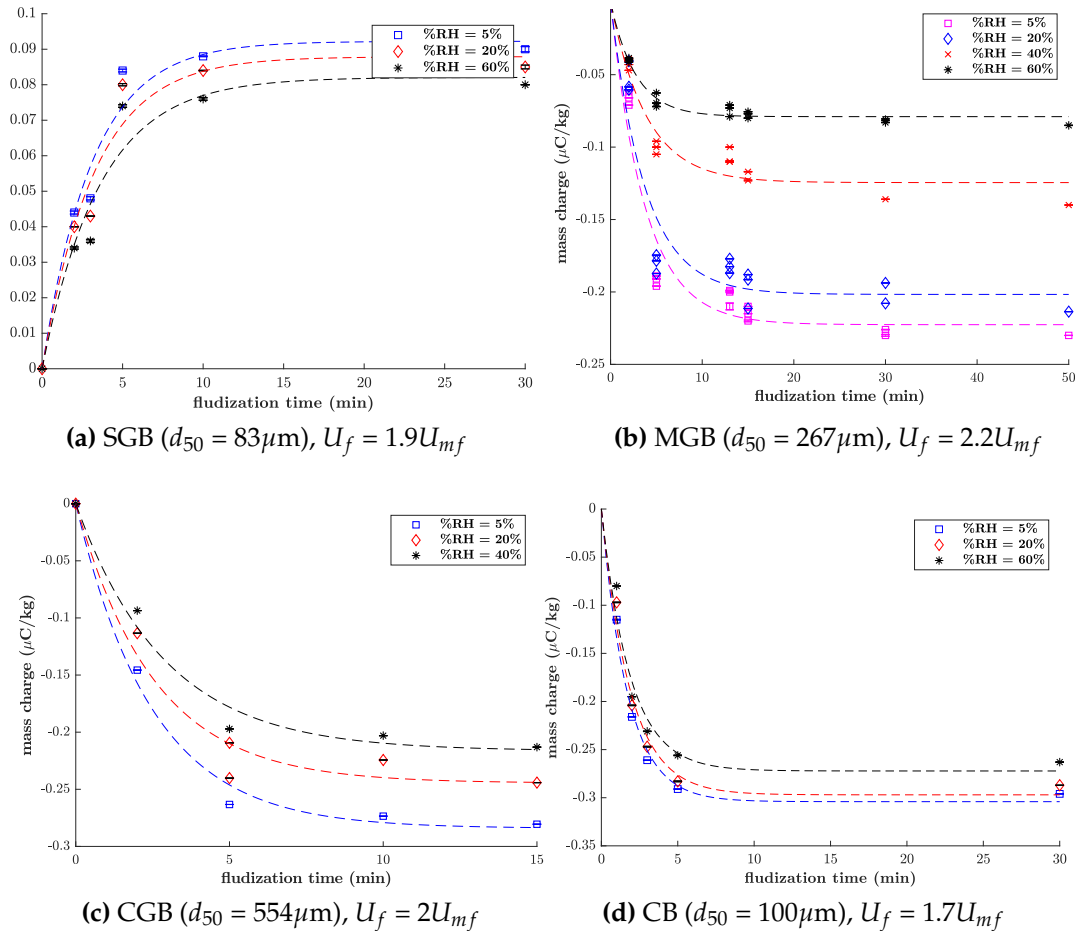 0.1
0.09
0.08
0.07
0.06
0.05
0.04
0.03
0.02
0.01
0
0
5
10
15
20
25
30
fludization time (min)
%RH = 5%
%RH = 20%
%RH = 60%
(a) SGB (d50 = 83μm), Uf = 1.9Umf
mass charge (μC/kg)
-0.05
-0.1
-0.15
-0.2
-0.25
0
10
20
30
40
50
fludization time (min)
%RH = 5%
%RH = 20%
%RH = 40%
%RH = 60%
(b) MGB (d50 = 267μm), Uf = 2.2Umf
mass charge (μC/kg)
0
-0.05
-0.1
-0.15
-0.2
-0.25
-0.3
0
5
10
15
fludization time (min)
%RH = 5%
%RH = 20%
%RH = 40%
(c) CGB (d50 = 554μm), Uf = 2Umf
mass charge (μC/kg)
0
-0.05
-0.1
-0.15
-0.2
-0.25
-0.3
-0.35
0
5
10
15
20
25
30
fludization time (min)
%RH = 5%
%RH = 20%
%RH = 60%
(d) CB (d50 = 100μm), Uf = 1.7Umf